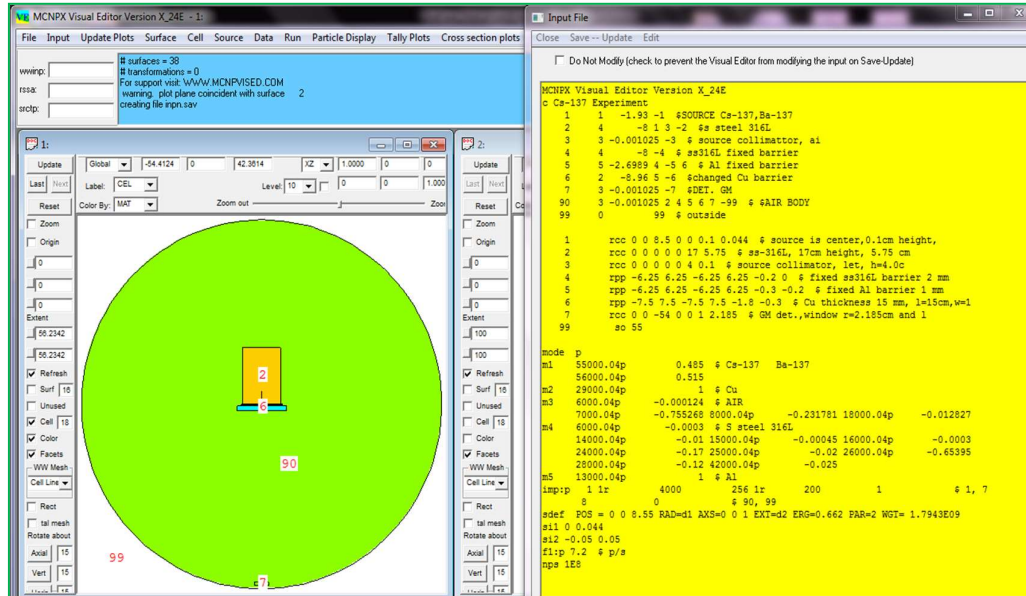 MCNPX Visual Editor Version X_24E - 1:
File Input Update Plots Surface Cell Source Data Run Particle Display Tally Plots Cross section plots
wwinp:
rssa:
srctp:
# surfaces = 38
# transformations = 0
For support visit: WWW.MCNPVISED.COM
warning. plot plane coincident with surface 2
creating file inpn.sav
1:
Update Global -54.4124 0 42.3814 XZ 1.0000 0 0
Last Next Label: CEL Level: 10 0 0 1.000
Reset Color By: MAT Zoom out Zoo
Zoom
Origin
0
0
0
Extent
56.2342
56.2342
Refresh
Surf 16
Unused
Cell 18
Color
Facets
WW Mesh
Cell Line
Rect
tal mesh
Rotate about
Axial 15
Vert 15
2
6
90
99
7
2:
Update
Last Next
Reset
Zoom
Origin
0
0
0
Extent
100
100
Refresh
Surf 16
Unused
Cell 18
Color
Facets
WW Mesh
Cell Line
Rect
tal mesh
Rotate about
Axial 15
Vert 15
Input File
Close Save -- Update Edit
Do Not Modify (check to prevent the Visual Editor from modifying the input on Save-Update)
MCNPX Visual Editor Version X_24E
c Cs-137 Experiment
1 1 -1.93 -1 $SOURCE Cs-137,Ba-137
2 4 -8 1 3 -2 $s steel 316L
3 3 -0.001025 -3 $ source collimattor, ai
4 4 -8 -4 $ ss316L fixed barrier
5 5 -2.6989 4 -5 6 $ Al fixed barrier
6 2 -8.96 5 -6 $changed Cu barrier
7 3 -0.001025 -7 $DET. GM
90 3 -0.001025 2 4 5 6 7 -99 $ $AIR BODY
99 0 99 $ outside
1 rcc 0 0 8.5 0 0 0.1 0.044 $ source is center,0.1cm height,
2 rcc 0 0 0 0 0 17 5.75 $ ss-316L, 17cm height, 5.75 cm
3 rcc 0 0 0 0 0 4 0.1 $ source collimator, let, h=4.0c
4 rpp -6.25 6.25 -6.25 6.25 -0.2 0 $ fixed ss316L barrier 2 mm
5 rpp -6.25 6.25 -6.25 6.25 -0.3 -0.2 $ fixed Al barrier 1 mm
6 rpp -7.5 7.5 -7.5 7.5 -1.8 -0.3 $ Cu thickness 15 mm, l=15cm,w=1
7 rcc 0 0 -54 0 0 1 2.185 $ GM det.,window r=2.185cm and l
99 so 55
mode p
m1 55000.04p 0.485 $ Cs-137 Ba-137
56000.04p 0.515
m2 29000.04p 1 $ Cu
m3 6000.04p -0.000124 $ AIR
7000.04p -0.755268 8000.04p -0.231781 18000.04p -0.012827
m4 6000.04p -0.0003 $ S steel 316L
14000.04p -0.01 15000.04p -0.00045 16000.04p -0.0003
24000.04p -0.17 25000.04p -0.02 26000.04p -0.65395
28000.04p -0.12 42000.04p -0.025
m5 13000.04p 1 $ Al
imp:p 1 1r 4000 256 1r 200 1 $ 1, 7
8 0 $ 90, 99
sdef POS = 0 0 8.55 RAD=d1 AXS=0 0 1 EXT=d2 ERG=0.662 PAR=2 WGT= 1.7943E09
si1 0 0.044
si2 -0.05 0.05
f1:p 7.2 $ p/s
nps 1E8